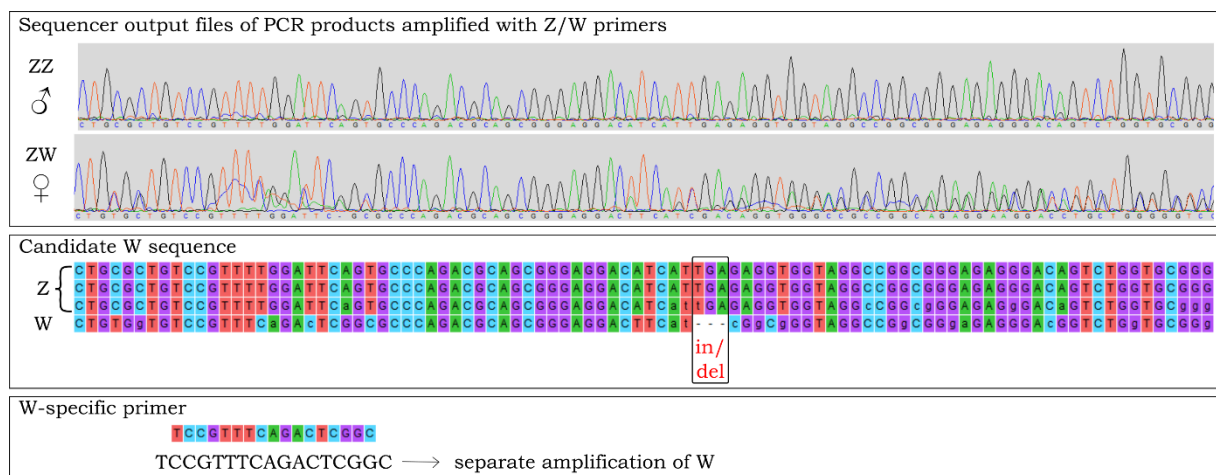 Sequencer output files of PCR products amplified with Z/W primers
ZZ
♂
CTGCGCTGTCCGTTTTGGATTCAGTGCCCAGACGCAGCGGGAGGACATCATTGAGAGGTGGTAGGCCGGCGGGAGAGGGACAGTCTGGTGCGGG
ZW
♀
Candidate W sequence
CTGCGCTGTCCGTTTTGGATTCAGTGCCCAGACGCAGCGGGAGGACATCATTGAGAGGTGGTAGGCCGGCGGGAGAGGGACAGTCTGGTGCGGG
Z
CTGCGCTGTCCGTTTTGGATTCAGTGCCCAGACGCAGCGGGAGGACATCATTGAGAGGTGGTAGGCCGGCGGGAGAGGGACAGTCTGGTGCGGG
CTGCGCTGTCCGTTTTGGATTCaGTGCCCAGACGCAGCGGGAGGACATCattGAGAGGTGGTAGGcCGGcgGGAGAGgGACaGTCTGGTGCggg
W
CTGTGgTGTCCGTTTCaGAcTCGGCGCCCAGACGCAGCGGGAGGACTTCat---cGgCgGGTAGGCCGgCGGgaGAGGGAcGGTCTGgTGCGGg
in/
del
W-specific primer
TCCGTTTCAGACTCGGC
TCCGTTTCAGACTCGGC → separate amplification of W